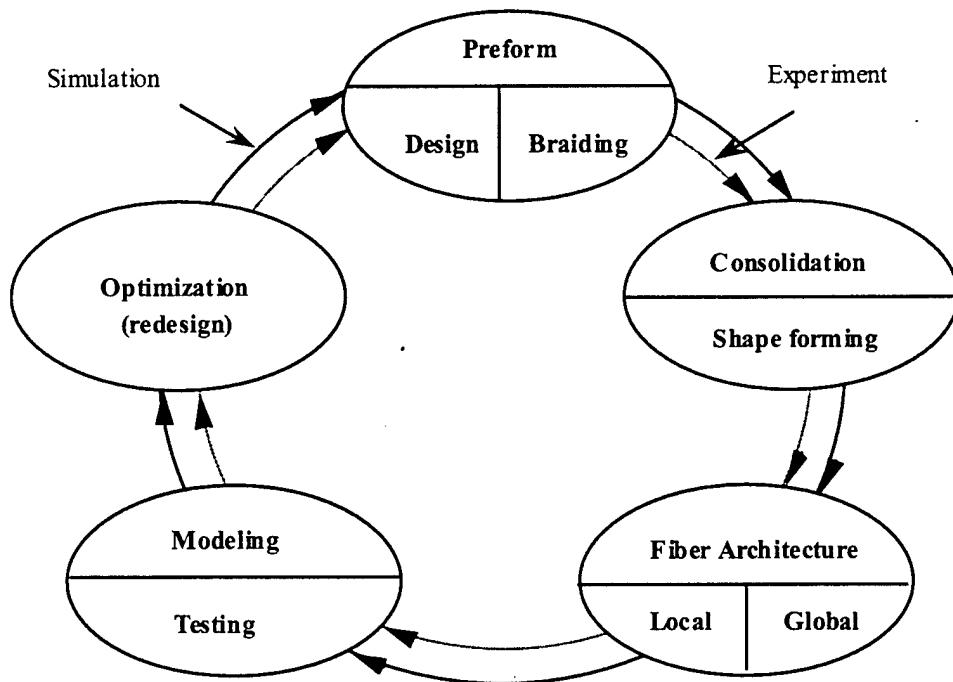 Preform
Simulation
Experiment
Design
Braiding
Consolidation
Optimization
(redesign)
Shape forming
Modeling
Fiber Architecture
Testing
Local
Global